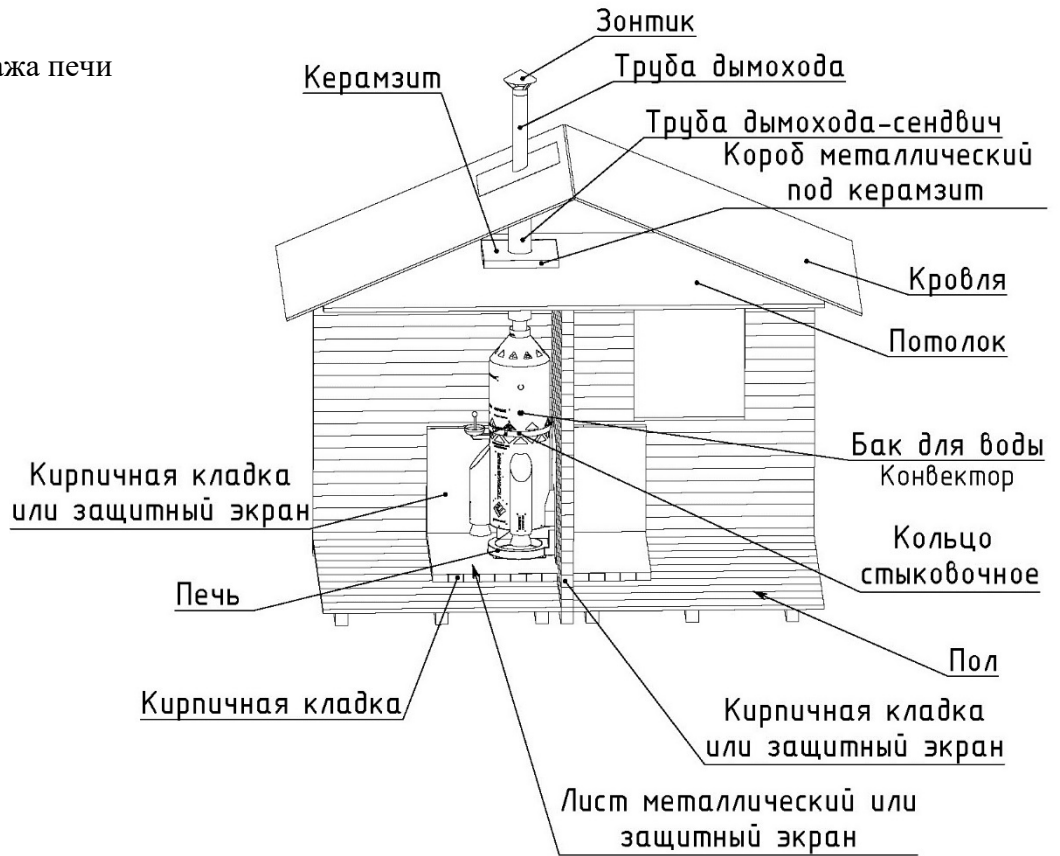 ажа печи
Зонтик
Труба дымохода
Керамзит
Труба дымохода-сендвич
Короб металлический
под керамзит
Кровля
Потолок
Бак для воды
Конвектор
Кирпичная кладка
или защитный экран
Кольцо
стыковочное
Печь
Пол
Кирпичная кладка
Кирпичная кладка
или защитный экран
Лист металлический или
защитный экран